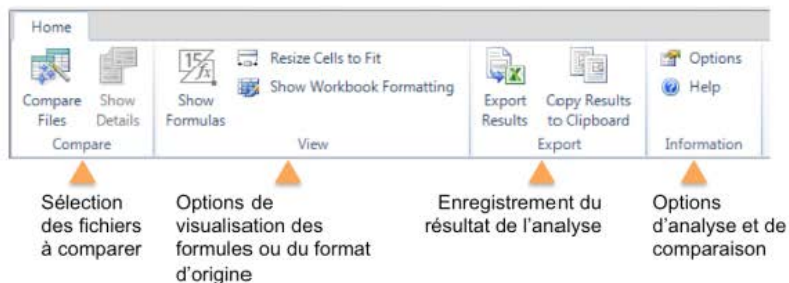 Home
Compare Files
Show Details
Compare
15 fx
Show Formulas
Resize Cells to Fit
Show Workbook Formatting
View
Export Results
Copy Results to Clipboard
Export
Options
Help
Information
Sélection
des fichiers
à comparer
Options de
visualisation des
formules ou du format
d'origine
Enregistrement du
résultat de l'analyse
Options
d'analyse et de
comparaison